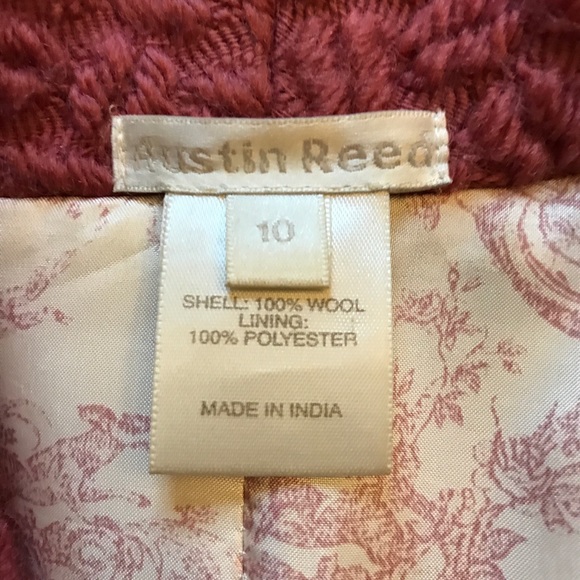 Austin Reed
10
SHELL: 100% WOOL
LINING:
100% POLYESTER
MADE IN INDIA